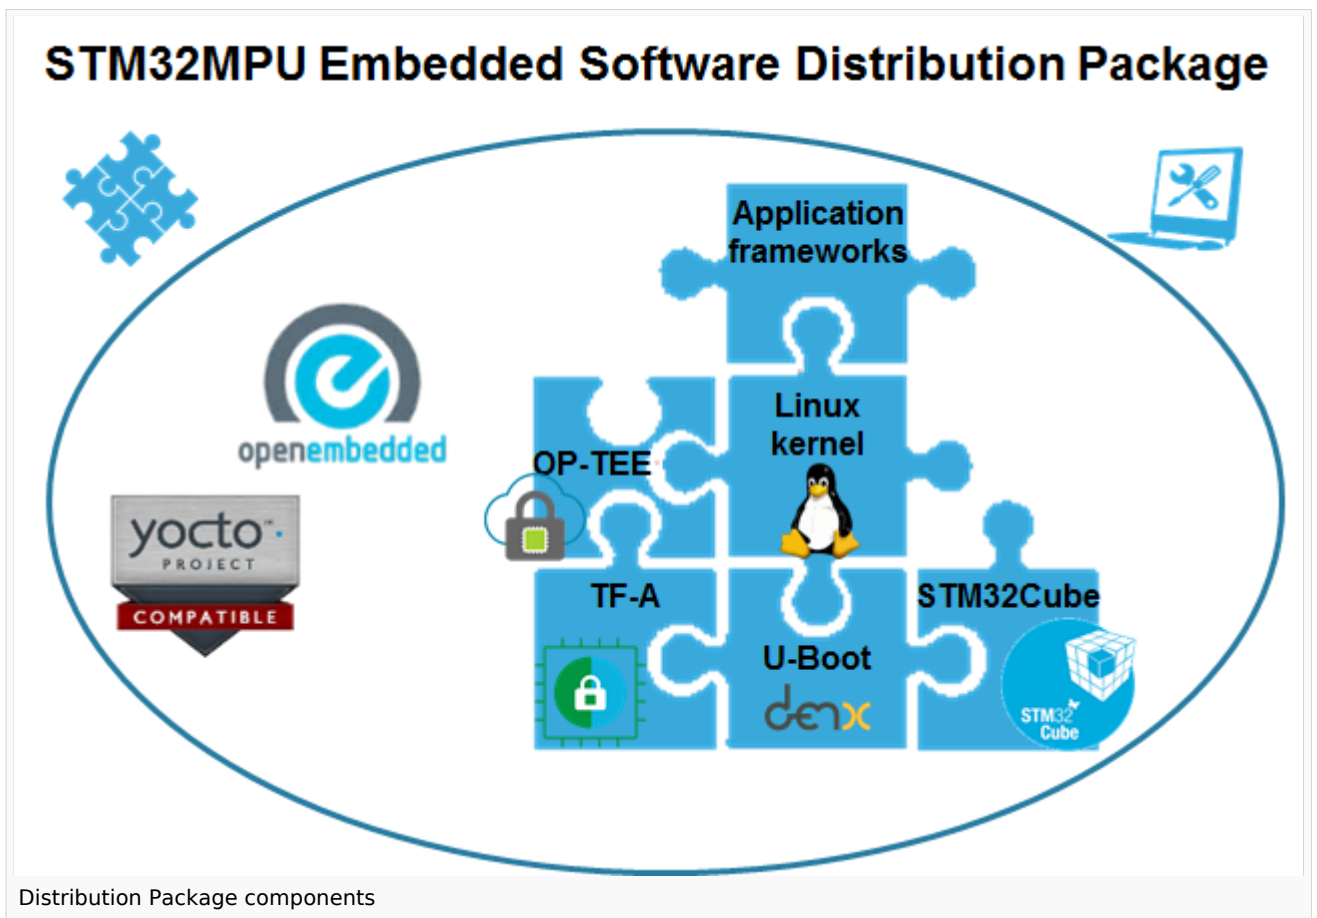 STM32MPU Embedded Software Distribution Package
Application
frameworks
openembedded
Linux
kernel
OP-TEE
yocto™
PROJECT
COMPATIBLE
TF-A
STM32Cube
U-Boot
denx
STM32
Cube
Distribution Package components